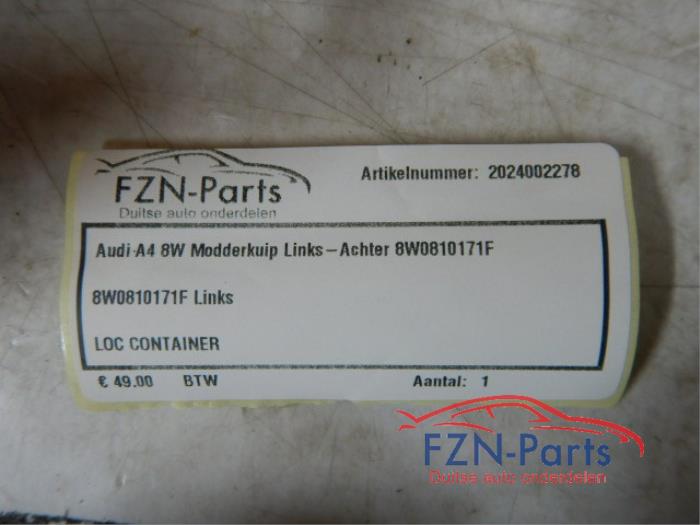 FZN-Parts
Duitse auto onderdelen
Artikelnummer: 2024002278
Audi A4 8W Modderkuip Links-Achter 8W0810171F
8W0810171F Links
LOC CONTAINER
€ 49.00 BTW Aantal: 1
FZN-Parts
Duitse auto onderdelen